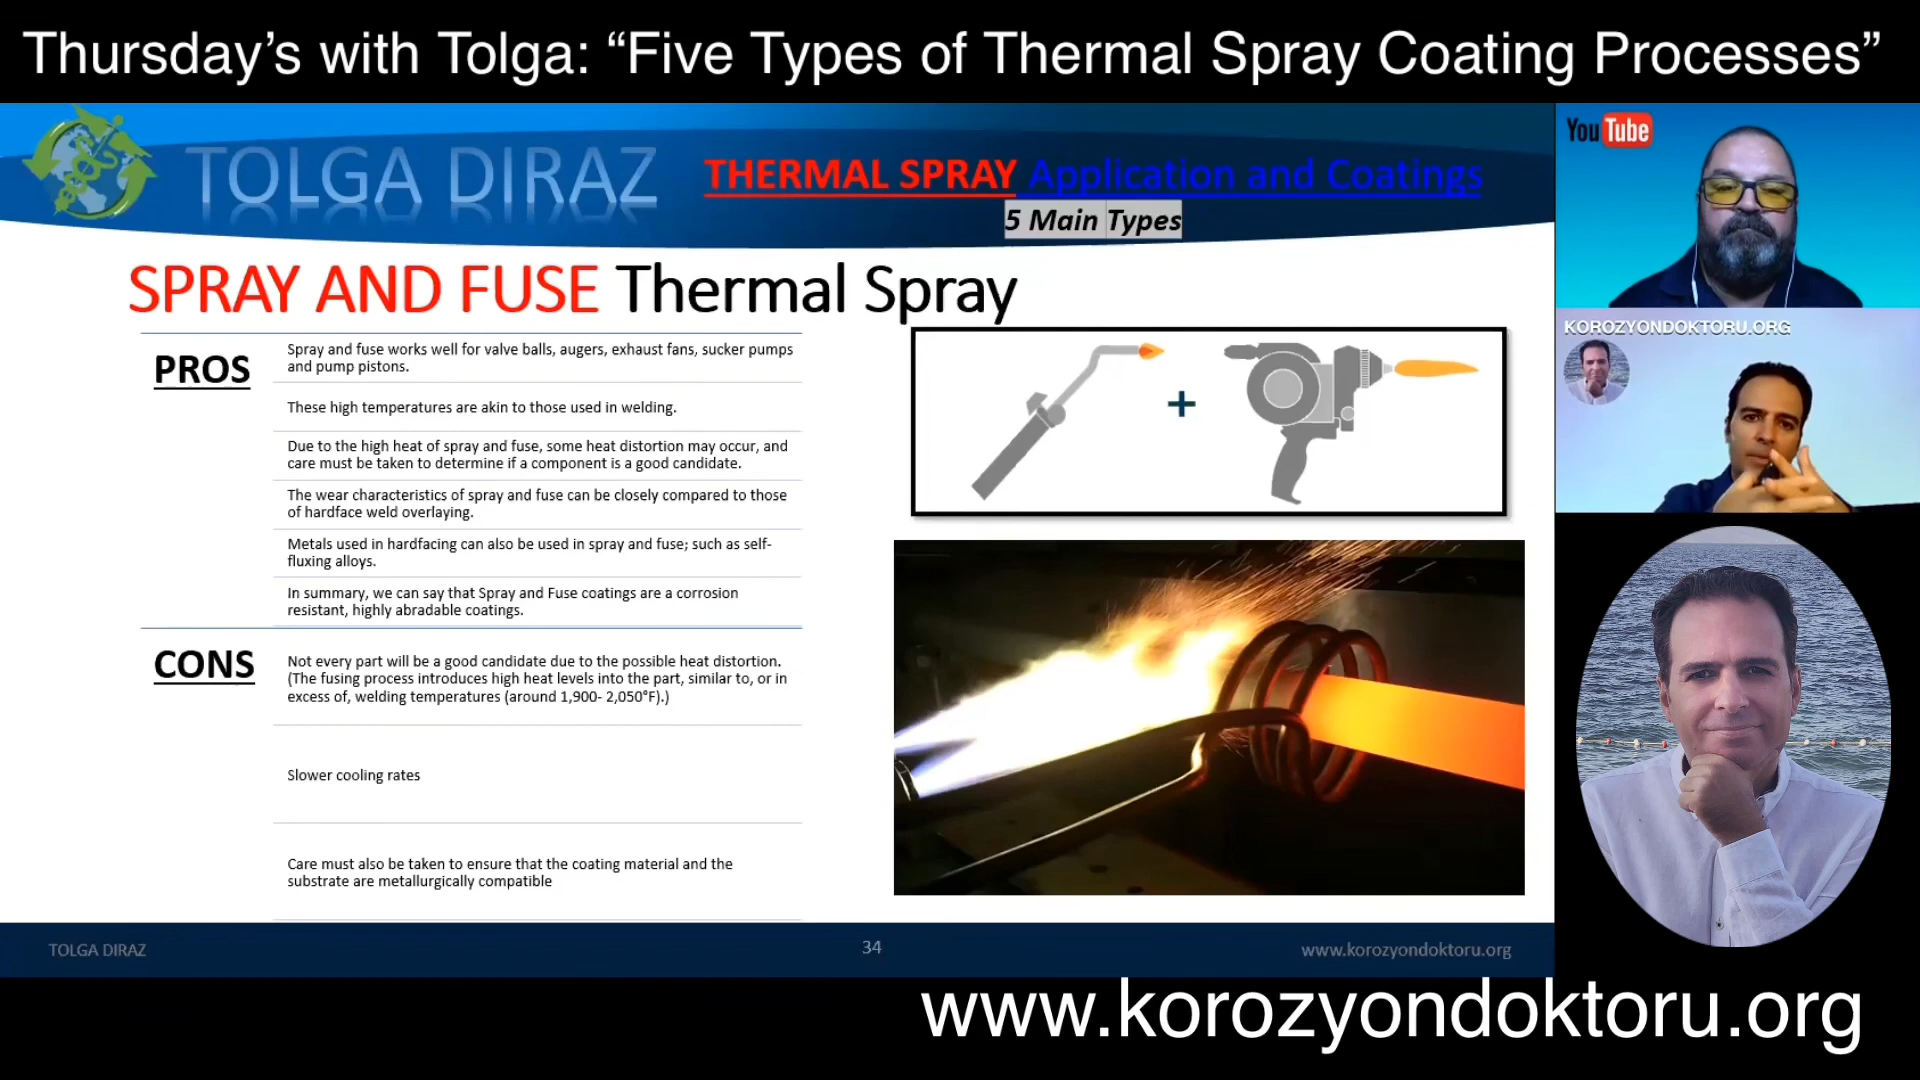 Thursday’s with Tolga: “Five Types of Thermal Spray Coating Processes”
TOLGA DIRAZ
THERMAL SPRAY Application and Coatings
5 Main Types
SPRAY AND FUSE Thermal Spray
PROS
Spray and fuse works well for valve balls, augers, exhaust fans, sucker pumps
and pump pistons.
These high temperatures are akin to those used in welding.
Due to the high heat of spray and fuse, some heat distortion may occur, and
care must be taken to determine if a component is a good candidate.
The wear characteristics of spray and fuse can be closely compared to those
of hardface weld overlaying.
Metals used in hardfacing can also be used in spray and fuse; such as self-
fluxing alloys.
In summary, we can say that Spray and Fuse coatings are a corrosion
resistant, highly abradable coatings.
CONS
Not every part will be a good candidate due to the possible heat distortion.
(The fusing process introduces high heat levels into the part, similar to, or in
excess of, welding temperatures (around 1,900- 2,050°F).)
Slower cooling rates
Care must also be taken to ensure that the coating material and the
substrate are metallurgically compatible
+
TOLGA DIRAZ
34
www.korozyondoktoru.org
YouTube
KOROZYONDOKTORU.ORG
www.korozyondoktoru.org